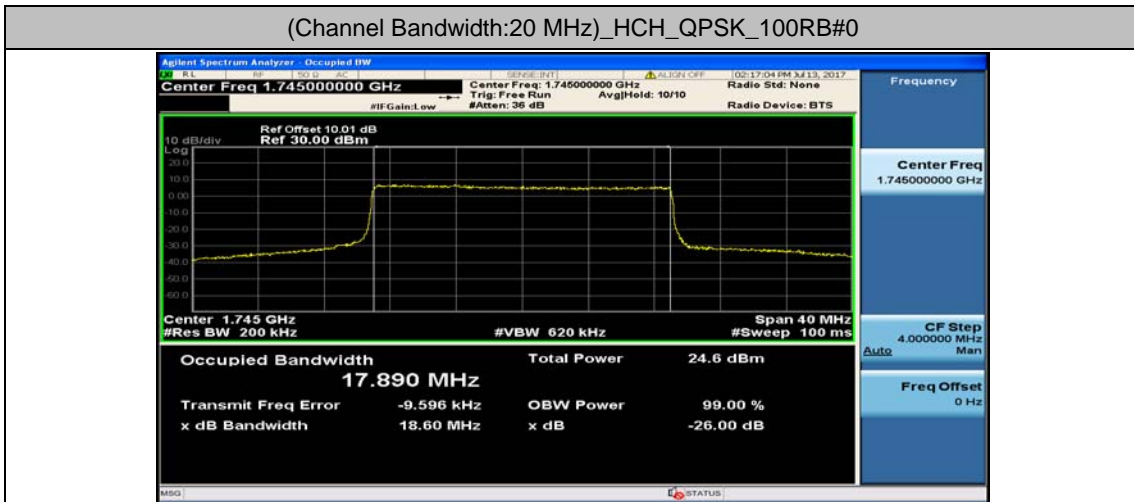 (Channel Bandwidth:20 MHz)_HCH_QPSK_100RB#0
Agilent Spectrum Analyzer - Occupied BW
RL RF 50 Ω AC SENSE:INT ALIGN OFF 02:17:04 PM Jul 13, 2017
Center Freq 1.745000000 GHz
Center Freq: 1.745000000 GHz
Radio Std: None
Trig: Free Run Avg|Hold: 10/10
#IFGain:Low #Atten: 36 dB
Radio Device: BTS
Frequency
Ref Offset 10.01 dB
10 dB/div Ref 30.00 dBm
Log
20.0
10.0
0.00
-10.0
-20.0
-30.0
-40.0
-50.0
-60.0
Center 1.745 GHz Span 40 MHz
#Res BW 200 kHz #VBW 620 kHz #Sweep 100 ms
Occupied Bandwidth Total Power 24.6 dBm
17.890 MHz
Transmit Freq Error -9.596 kHz OBW Power 99.00 %
x dB Bandwidth 18.60 MHz x dB -26.00 dB
Center Freq
1.745000000 GHz
CF Step
4.000000 MHz
Auto Man
Freq Offset
0 Hz
MSG STATUS